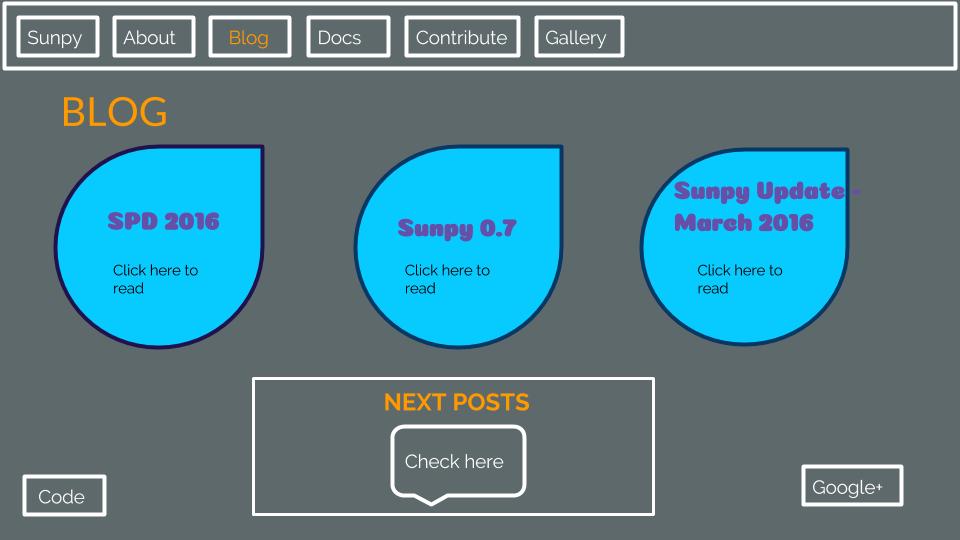 Sunpy About Blog Docs Contribute Gallery
BLOG
SPD 2016
Click here to
read
Sunpy 0.7
Click here to
read
Sunpy Update -
March 2016
Click here to
read
NEXT POSTS
Check here
Code
Google+